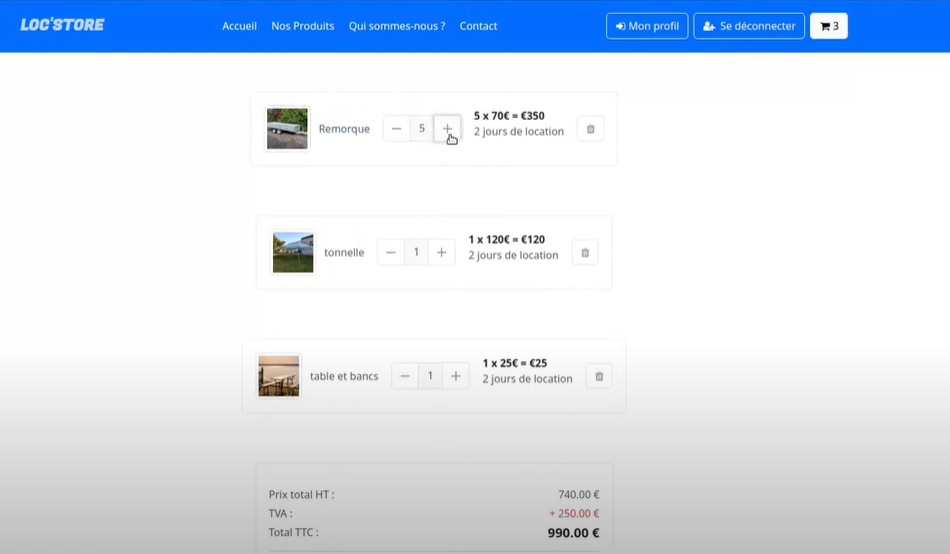 LOC'STORE
Accueil Nos Produits Qui sommes-nous ? Contact
Mon profil
Se déconnecter
3
Remorque
− 5 +
5 x 70€ = €350
2 jours de location
tonnelle
− 1 +
1 x 120€ = €120
2 jours de location
table et bancs
− 1 +
1 x 25€ = €25
2 jours de location
Prix total HT : 740.00 €
TVA : + 250.00 €
Total TTC : 990.00 €